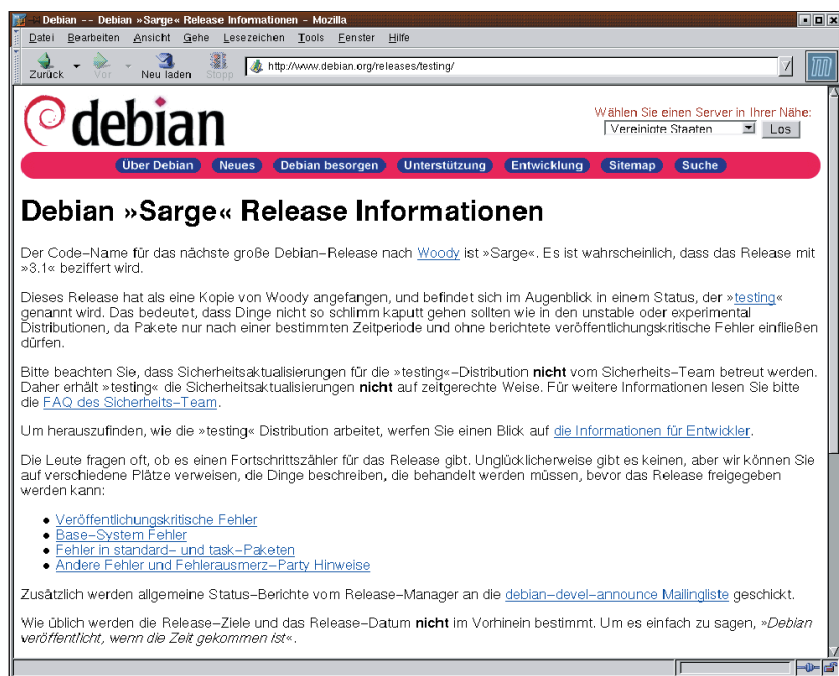 Debian -- Debian »Sarge« Release Informationen - Mozilla
Datei Bearbeiten Ansicht Gehe Lesezeichen Tools Fenster Hilfe
Zurück Vor Neu laden Stopp http://www.debian.org/releases/testing/
debian
Wählen Sie einen Server in Ihrer Nähe:
Vereinigte Staaten Los
Über Debian Neues Debian besorgen Unterstützung Entwicklung Sitemap Suche
Debian »Sarge« Release Informationen
Der Code-Name für das nächste große Debian-Release nach Woody ist »Sarge«. Es ist wahrscheinlich, dass das Release mit
»3.1« beziffert wird.
Dieses Release hat als eine Kopie von Woody angefangen, und befindet sich im Augenblick in einem Status, der »testing«
genannt wird. Das bedeutet, dass Dinge nicht so schlimm kaputt gehen sollten wie in den unstable oder experimental
Distributionen, da Pakete nur nach einer bestimmten Zeitperiode und ohne berichtete veröffentlichungskritische Fehler einfließen
dürfen.
Bitte beachten Sie, dass Sicherheitsaktualisierungen für die »testing«-Distribution nicht vom Sicherheits-Team betreut werden.
Daher erhält »testing« die Sicherheitsaktualisierungen nicht auf zeitgerechte Weise. Für weitere Informationen lesen Sie bitte
die FAQ des Sicherheits-Team.
Um herauszufinden, wie die »testing« Distribution arbeitet, werfen Sie einen Blick auf die Informationen für Entwickler.
Die Leute fragen oft, ob es einen Fortschrittszähler für das Release gibt. Unglücklicherweise gibt es keinen, aber wir können Sie
auf verschiedene Plätze verweisen, die Dinge beschreiben, die behandelt werden müssen, bevor das Release freigegeben
werden kann:
• Veröffentlichungskritische Fehler
• Base-System Fehler
• Fehler in standard- und task-Paketen
• Andere Fehler und Fehlerausmerz-Party Hinweise
Zusätzlich werden allgemeine Status-Berichte vom Release-Manager an die debian-devel-announce Mailingliste geschickt.
Wie üblich werden die Release-Ziele und das Release-Datum nicht im Vorhinein bestimmt. Um es einfach zu sagen, »Debian
veröffentlicht, wenn die Zeit gekommen ist«.